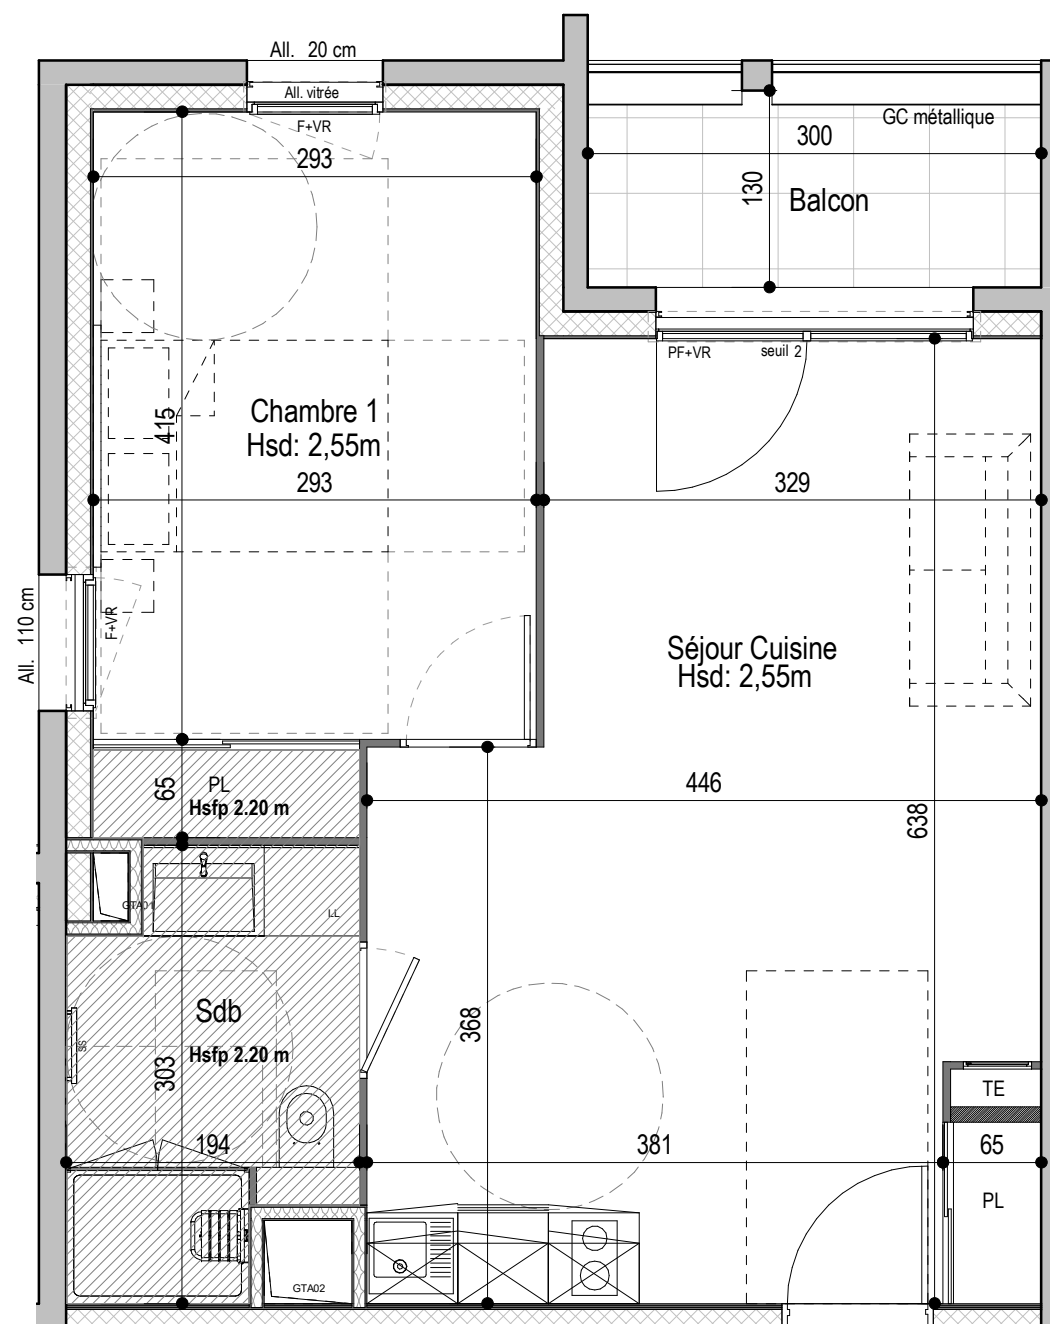 All. 20 cm
All. vitrée
F+VR
293
GC métallique
300
130
Balcon
PF+VR
seuil 2
415
Chambre 1
Hsd: 2,55m
293
329
All. 110 cm
F+VR
Séjour Cuisine
Hsd: 2,55m
65
PL
Hsfp 2.20 m
446
638
GTA01
LL
Sdb
Hsfp 2.20 m
SS
303
368
TE
194
381
65
PL
GTA02